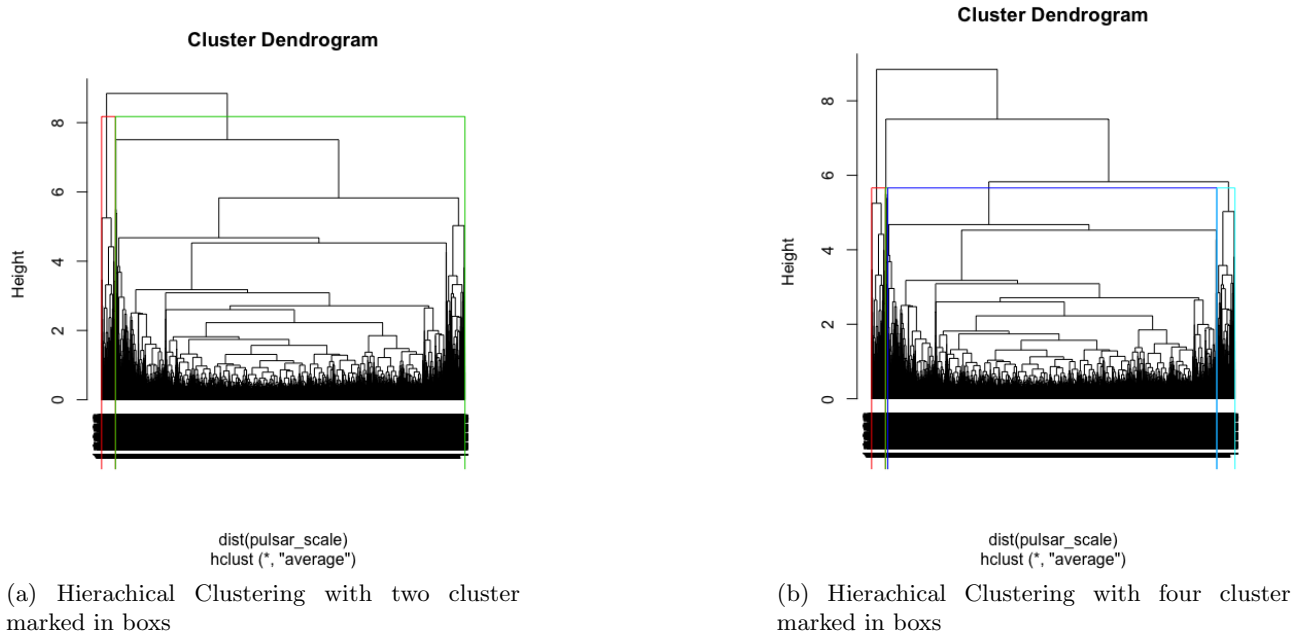 Cluster Dendrogram
8
6
4
2
0
Height
dist(pulsar_scale)
hclust (*, "average")
(a) Hierachical Clustering with two cluster
marked in boxs
Cluster Dendrogram
8
6
4
2
0
Height
dist(pulsar_scale)
hclust (*, "average")
(b) Hierachical Clustering with four cluster
marked in boxs